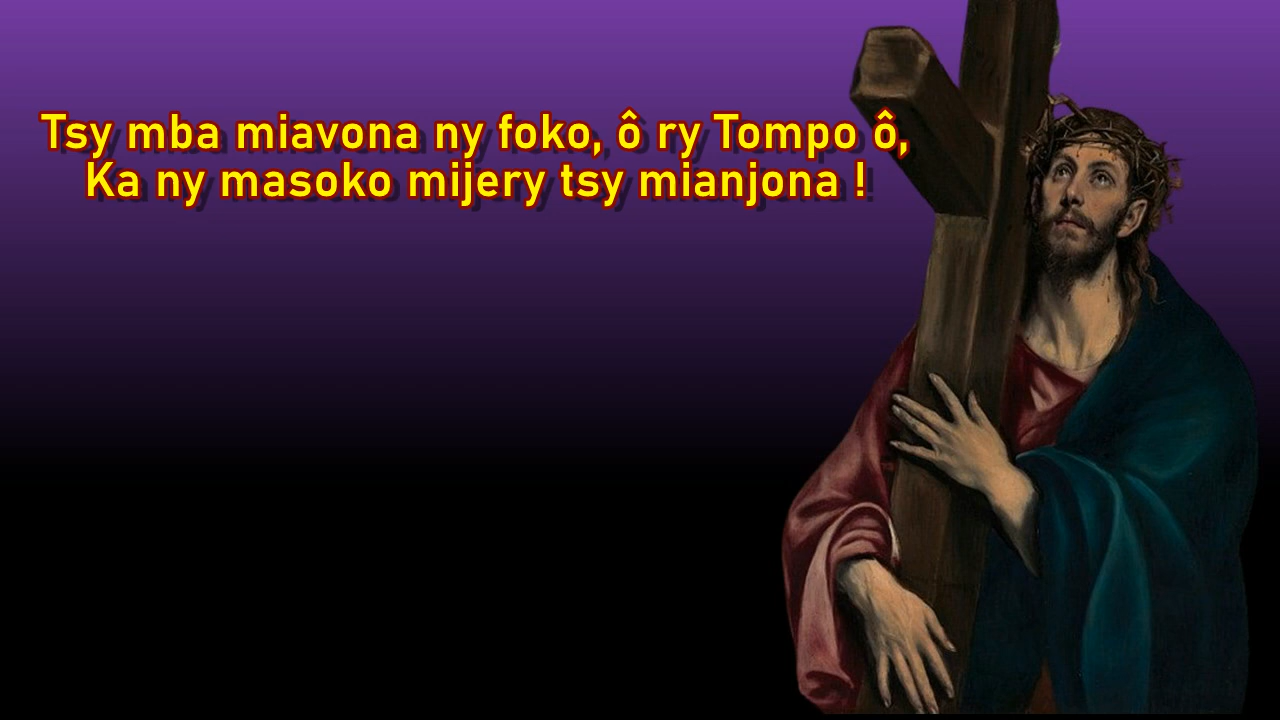 Tsy mba miavona ny foko, ô ry Tompo ô,
Ka ny masoko mijery tsy mianjona !